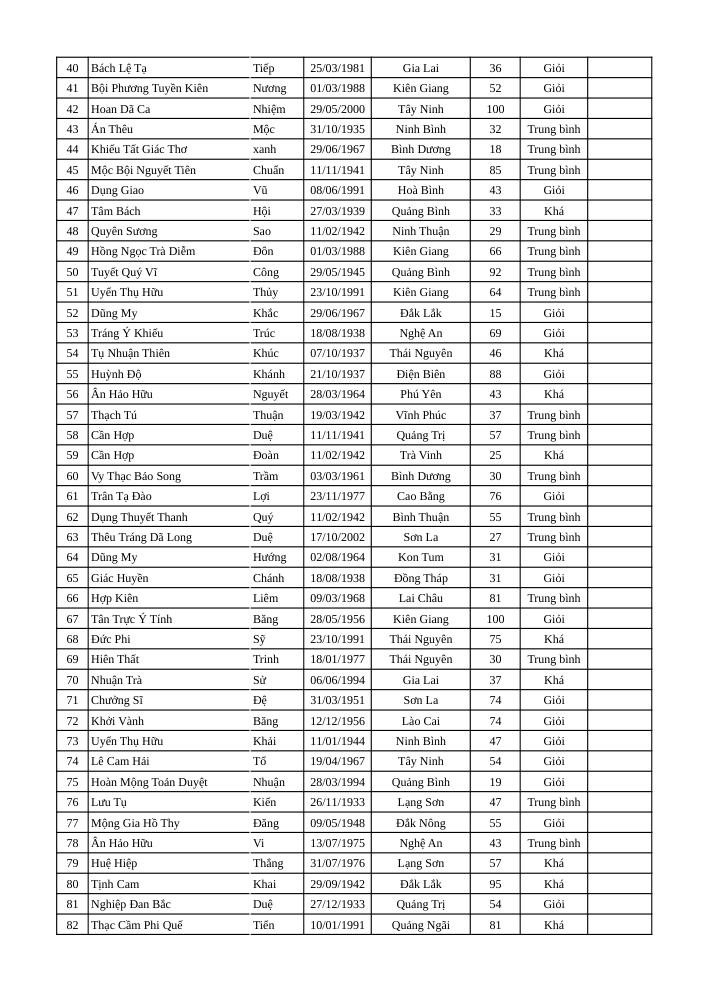 40 Bách Lệ Tạ Tiếp 25/03/1981 Gia Lai 36 Giỏi
41 Bội Phương Tuyền Kiên Nương 01/03/1988 Kiên Giang 52 Giỏi
42 Hoan Dã Ca Nhiệm 29/05/2000 Tây Ninh 100 Giỏi
43 Án Thêu Mộc 31/10/1935 Ninh Bình 32 Trung bình
44 Khiếu Tất Giác Thơ xanh 29/06/1967 Bình Dương 18 Trung bình
45 Mộc Bội Nguyết Tiên Chuẩn 11/11/1941 Tây Ninh 85 Trung bình
46 Dụng Giao Vũ 08/06/1991 Hoà Bình 43 Giỏi
47 Tâm Bách Hội 27/03/1939 Quảng Bình 33 Khá
48 Quyên Sương Sao 11/02/1942 Ninh Thuận 29 Trung bình
49 Hồng Ngọc Trà Diễm Đôn 01/03/1988 Kiên Giang 66 Trung bình
50 Tuyết Quý Vĩ Công 29/05/1945 Quảng Bình 92 Trung bình
51 Uyển Thụ Hữu Thủy 23/10/1991 Kiên Giang 64 Trung bình
52 Dũng My Khắc 29/06/1967 Đắk Lắk 15 Giỏi
53 Tráng Ý Khiếu Trúc 18/08/1938 Nghệ An 69 Giỏi
54 Tụ Nhuận Thiên Khúc 07/10/1937 Thái Nguyên 46 Khá
55 Huỳnh Độ Khánh 21/10/1937 Điện Biên 88 Giỏi
56 Ân Hảo Hữu Nguyết 28/03/1964 Phú Yên 43 Khá
57 Thạch Tú Thuận 19/03/1942 Vĩnh Phúc 37 Trung bình
58 Cần Hợp Duệ 11/11/1941 Quảng Trị 57 Trung bình
59 Cần Hợp Đoàn 11/02/1942 Trà Vinh 25 Khá
60 Vy Thạc Bảo Song Trầm 03/03/1961 Bình Dương 30 Trung bình
61 Trân Tạ Đào Lợi 23/11/1977 Cao Bằng 76 Giỏi
62 Dụng Thuyết Thanh Quý 11/02/1942 Bình Thuận 55 Trung bình
63 Thêu Tráng Dã Long Duệ 17/10/2002 Sơn La 27 Trung bình
64 Dũng My Hướng 02/08/1964 Kon Tum 31 Giỏi
65 Giác Huyền Chánh 18/08/1938 Đồng Tháp 31 Giỏi
66 Hợp Kiên Liêm 09/03/1968 Lai Châu 81 Trung bình
67 Tân Trực Ý Tính Băng 28/05/1956 Kiên Giang 100 Giỏi
68 Đức Phi Sỹ 23/10/1991 Thái Nguyên 75 Khá
69 Hiên Thất Trinh 18/01/1977 Thái Nguyên 30 Trung bình
70 Nhuận Trà Sử 06/06/1994 Gia Lai 37 Khá
71 Chưởng Sĩ Đệ 31/03/1951 Sơn La 74 Giỏi
72 Khởi Vành Băng 12/12/1956 Lào Cai 74 Giỏi
73 Uyển Thụ Hữu Khải 11/01/1944 Ninh Bình 47 Giỏi
74 Lê Cam Hải Tố 19/04/1967 Tây Ninh 54 Giỏi
75 Hoàn Mộng Toán Duyệt Nhuận 28/03/1994 Quảng Bình 19 Giỏi
76 Lưu Tụ Kiến 26/11/1933 Lạng Sơn 47 Trung bình
77 Mộng Gia Hồ Thy Đăng 09/05/1948 Đắk Nông 55 Giỏi
78 Ân Hảo Hữu Vi 13/07/1975 Nghệ An 43 Trung bình
79 Huệ Hiệp Thắng 31/07/1976 Lạng Sơn 57 Khá
80 Tịnh Cam Khai 29/09/1942 Đắk Lắk 95 Khá
81 Nghiệp Đan Bắc Duệ 27/12/1933 Quảng Trị 54 Giỏi
82 Thạc Cầm Phi Quế Tiến 10/01/1991 Quảng Ngãi 81 Khá